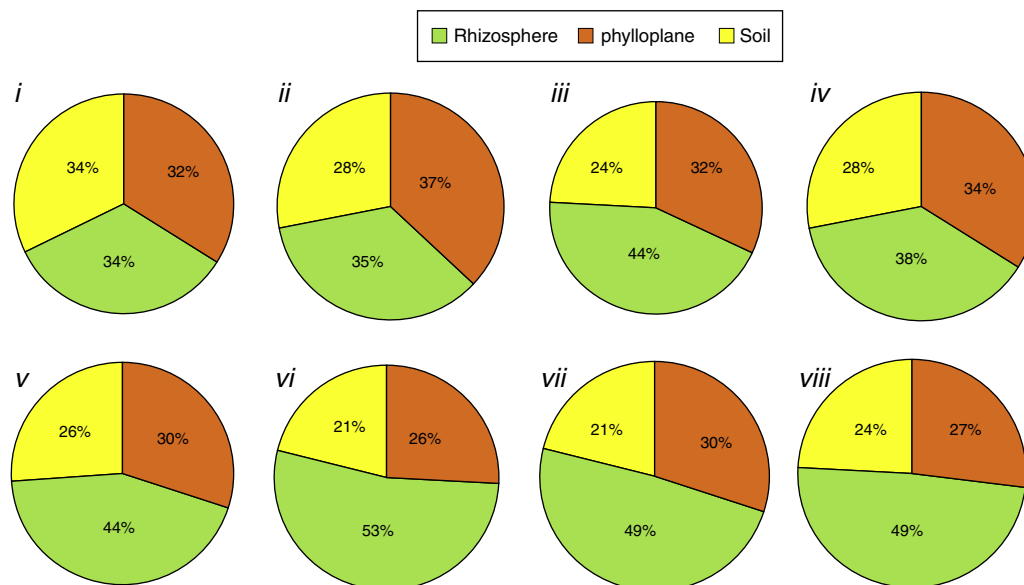 Rhizosphere phylloplane Soil
i ii iii iv
34% 32% 28% 37% 24% 32% 28% 34%
34% 35% 44% 38%
v vi vii viii
26% 30% 21% 26% 21% 30% 24% 27%
44% 53% 49% 49%